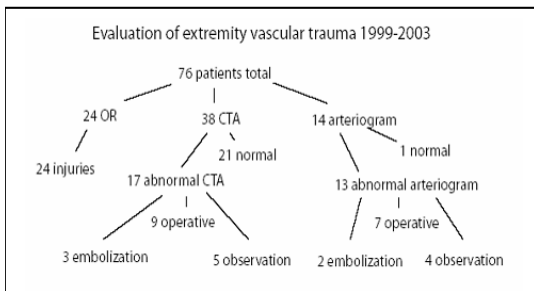 Evaluation of extremity vascular trauma 1999-2003
76 patients total
24 OR
38 CTA
14 arteriogram
24 injuries
21 normal
1 normal
17 abnormal CTA
13 abnormal arteriogram
9 operative
7 operative
3 embolization
5 observation
2 embolization
4 observation